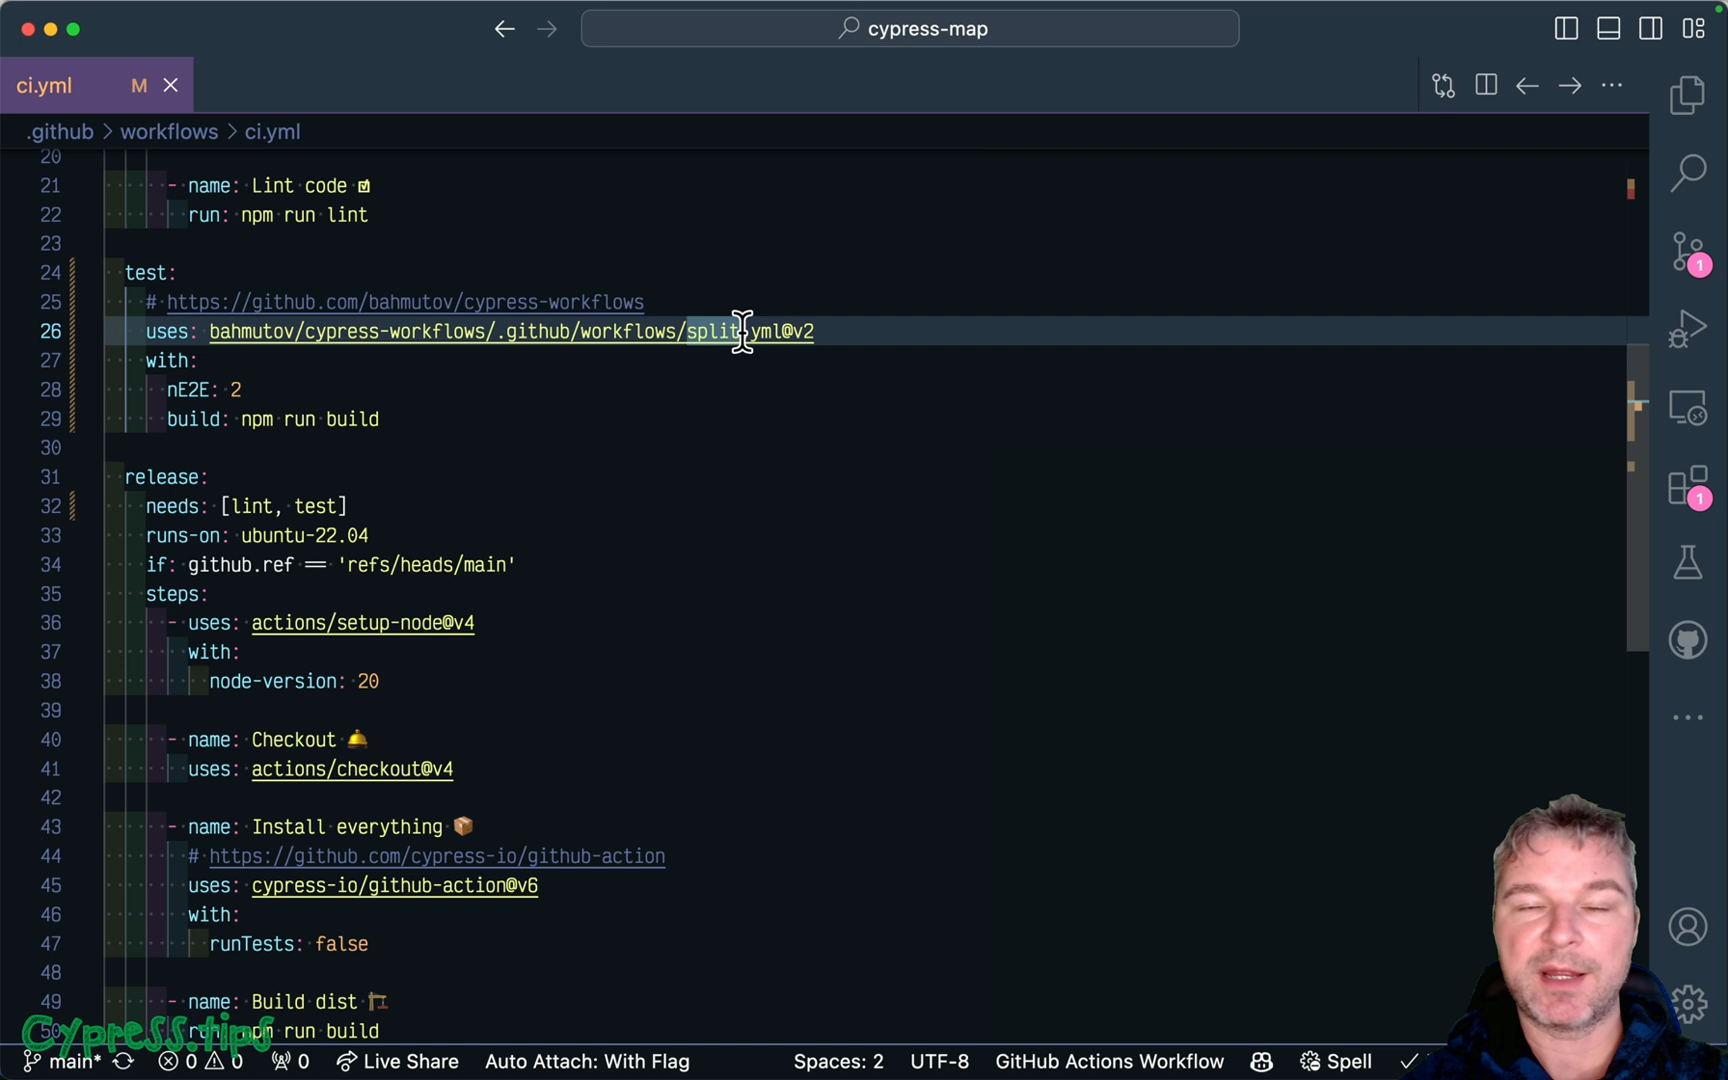 cypress-map
ci.yml M
.github > workflows > ci.yml
20
21 - name: Lint code
22 run: npm run lint
23
24 test:
25 # https://github.com/bahmutov/cypress-workflows
26 uses: bahmutov/cypress-workflows/.github/workflows/split.yml@v2
27 with:
28 nE2E: 2
29 build: npm run build
30
31 release:
32 needs: [lint, test]
33 runs-on: ubuntu-22.04
34 if: github.ref == 'refs/heads/main'
35 steps:
36 - uses: actions/setup-node@v4
37 with:
38 node-version: 20
39
40 - name: Checkout 🛎
41 uses: actions/checkout@v4
42
43 - name: Install everything 📦
44 # https://github.com/cypress-io/github-action
45 uses: cypress-io/github-action@v6
46 with:
47 runTests: false
48
49 - name: Build dist 🏗
50 run: npm run build
Cypress.tips
1
1
main* 0 0 0 Live Share Auto Attach: With Flag Spaces: 2 UTF-8 GitHub Actions Workflow Spell